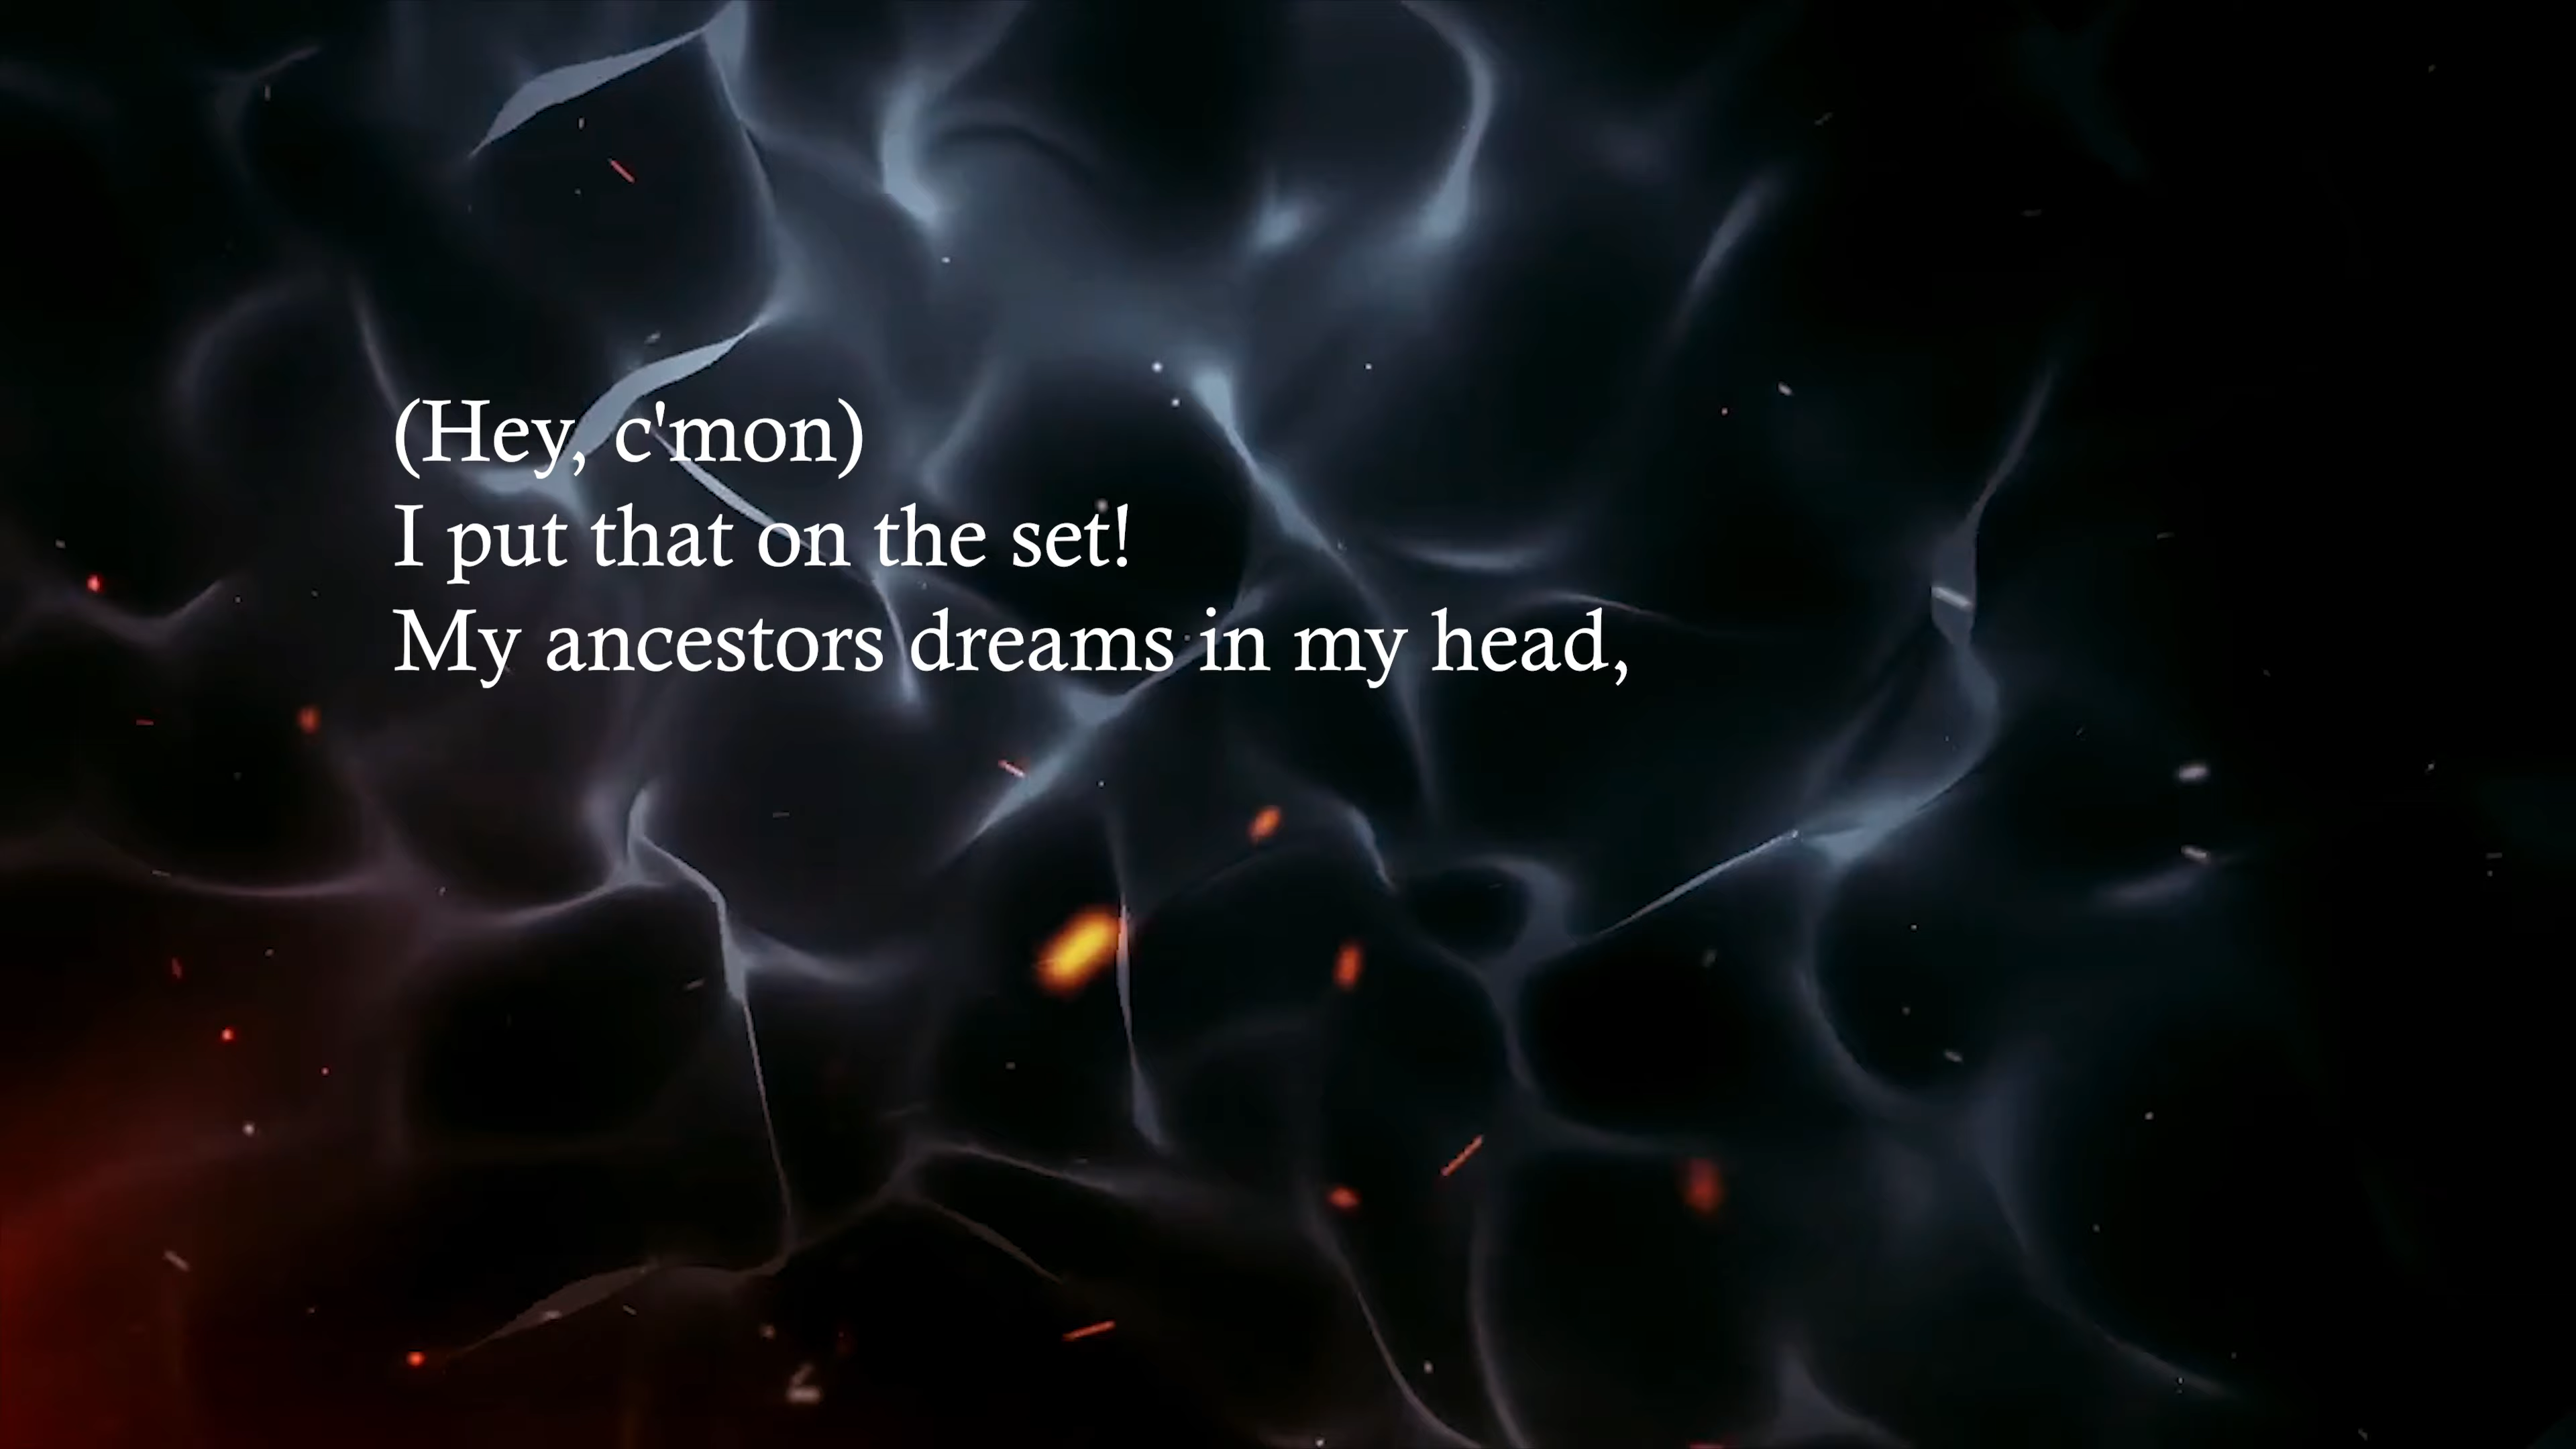 (Hey, c'mon)
I put that on the set!
My ancestors dreams in my head,